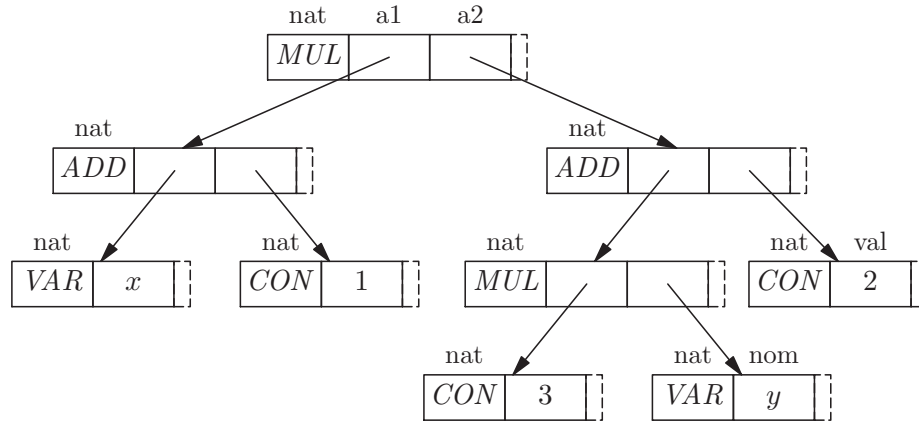 nat a1 a2
MUL
nat nat
ADD ADD
nat nat nat nat val
VAR x CON 1 MUL CON 2
nat nat nom
CON 3 VAR y